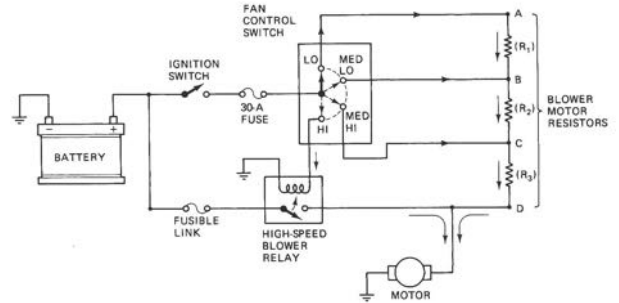 FAN
CONTROL
SWITCH
A
IGNITION
SWITCH
LO
MED
LO
(R₁)
B
30-A
FUSE
MED
HI
HI
(R₂)
BLOWER
MOTOR
RESISTORS
C
− +
BATTERY
(R₃)
D
FUSIBLE
LINK
HIGH-SPEED
BLOWER
RELAY
MOTOR